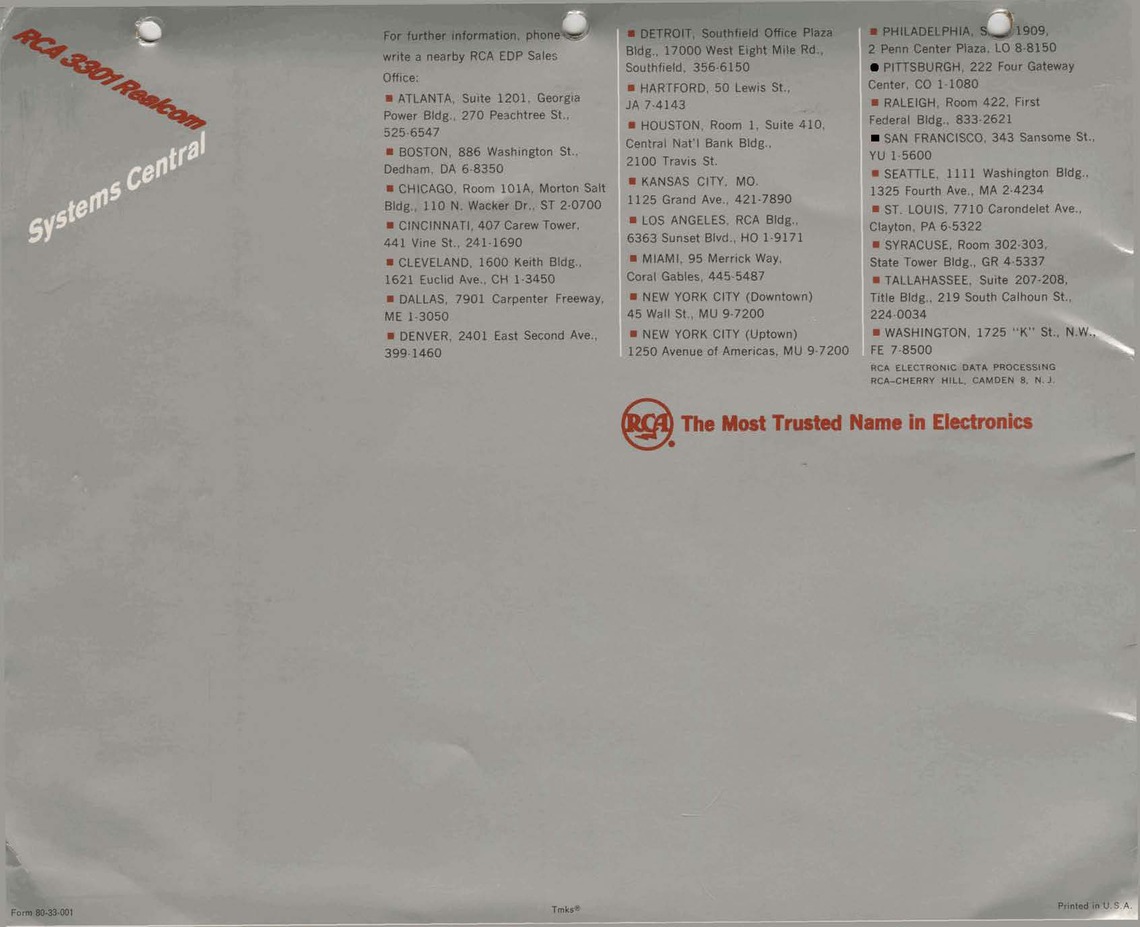 RCA 3301 Realcom
Systems Central
For further information, phone
write a nearby RCA EDP Sales
Office:
■ ATLANTA, Suite 1201, Georgia
Power Bldg., 270 Peachtree St.,
525-6547
■ BOSTON, 886 Washington St.,
Dedham, DA 6-8350
■ CHICAGO, Room 101A, Morton Salt
Bldg., 110 N. Wacker Dr., ST 2-0700
■ CINCINNATI, 407 Carew Tower,
441 Vine St., 241-1690
■ CLEVELAND, 1600 Keith Bldg.,
1621 Euclid Ave., CH 1-3450
■ DALLAS, 7901 Carpenter Freeway,
ME 1-3050
■ DENVER, 2401 East Second Ave.,
399-1460
■ DETROIT, Southfield Office Plaza
Bldg., 17000 West Eight Mile Rd.,
Southfield, 356-6150
■ HARTFORD, 50 Lewis St.,
JA 7-4143
■ HOUSTON, Room 1, Suite 410,
Central Nat'l Bank Bldg.,
2100 Travis St.
■ KANSAS CITY, MO.
1125 Grand Ave., 421-7890
■ LOS ANGELES, RCA Bldg.,
6363 Sunset Blvd., HO 1-9171
■ MIAMI, 95 Merrick Way,
Coral Gables, 445-5487
■ NEW YORK CITY (Downtown)
45 Wall St., MU 9-7200
■ NEW YORK CITY (Uptown)
1250 Avenue of Americas, MU 9-7200
■ PHILADELPHIA, 1909,
2 Penn Center Plaza, LO 8-8150
● PITTSBURGH, 222 Four Gateway
Center, CO 1-1080
■ RALEIGH, Room 422, First
Federal Bldg., 833-2621
■ SAN FRANCISCO, 343 Sansome St.,
YU 1-5600
■ SEATTLE, 1111 Washington Bldg.,
1325 Fourth Ave., MA 2-4234
■ ST. LOUIS, 7710 Carondelet Ave.,
Clayton, PA 6-5322
■ SYRACUSE, Room 302-303,
State Tower Bldg., GR 4-5337
■ TALLAHASSEE, Suite 207-208,
Title Bldg., 219 South Calhoun St.,
224-0034
■ WASHINGTON, 1725 "K" St., N.W.,
FE 7-8500
RCA ELECTRONIC DATA PROCESSING
RCA-CHERRY HILL, CAMDEN 8, N. J.
RCA The Most Trusted Name in Electronics
Form 80-33-001
Tmks®
Printed in U.S.A.